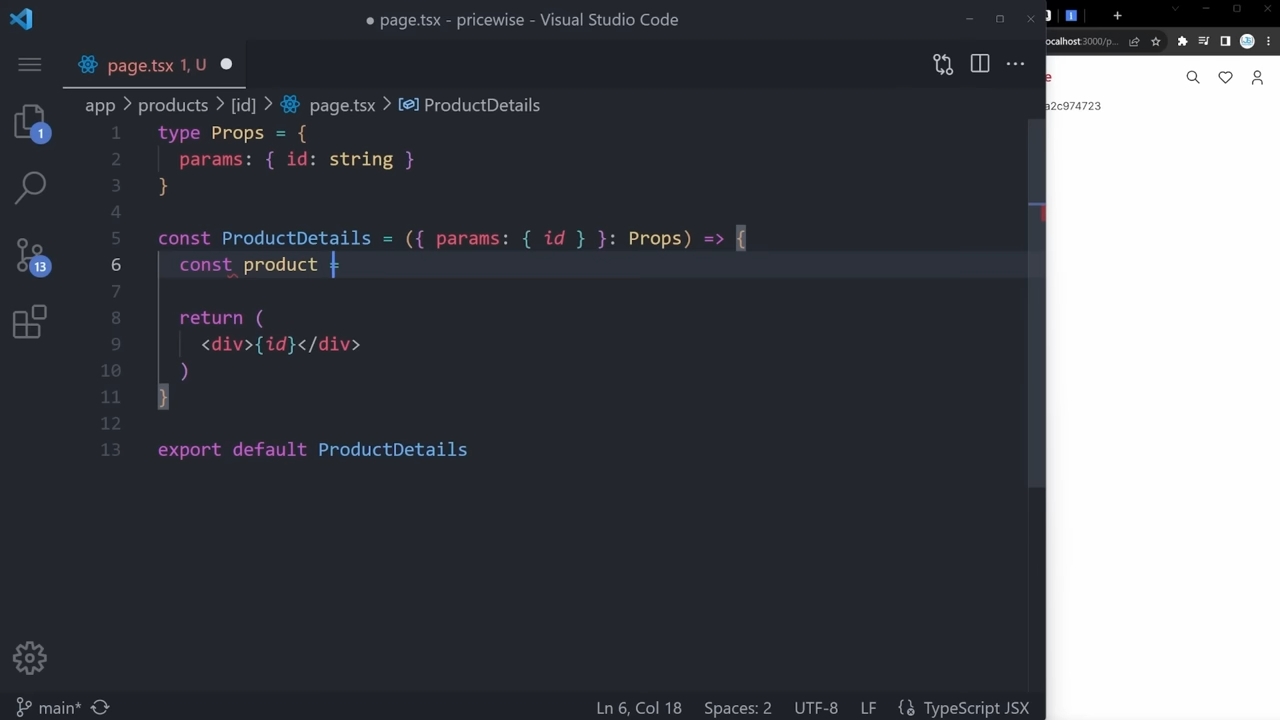 page.tsx - pricewise - Visual Studio Code
page.tsx 1, U
app > products > [id] > page.tsx > ProductDetails
1 type Props = {
2 params: { id: string }
3 }
4
5 const ProductDetails = ({ params: { id } }: Props) => {
6 const product =
7
8 return (
9 <div>{id}</div>
10 )
11 }
12
13 export default ProductDetails
1
13
main*
Ln 6, Col 18
Spaces: 2
UTF-8
LF
TypeScript JSX
localhost:3000/p...
e
a2c974723